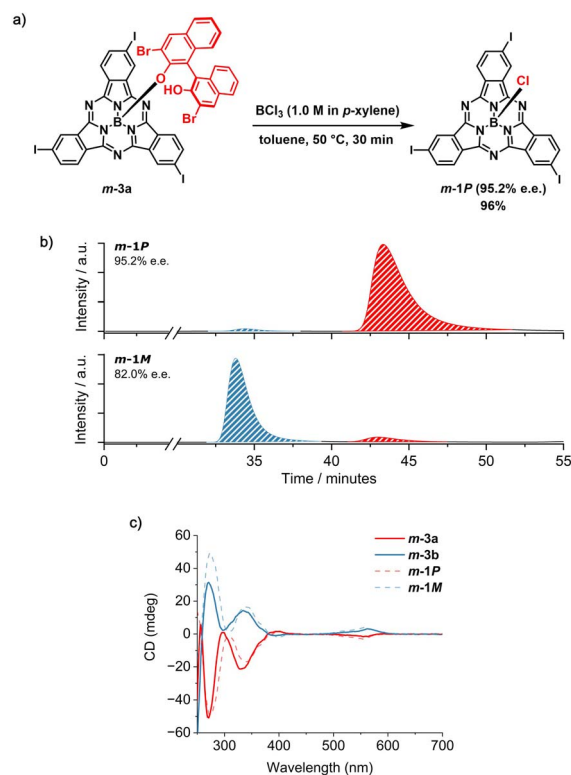 a)
I
Br
O
HO
Br
N
N
N
N
B
N
N
N
I
I
m-3a
BCl3 (1.0 M in p-xylene)
toluene, 50 °C, 30 min
I
Cl
N
N
N
N
B
N
N
N
I
I
m-1P (95.2% e.e.)
96%
b)
Intensity / a.u.
m-1P
95.2% e.e.
Intensity / a.u.
m-1M
82.0% e.e.
0 35 40 45 50 55
Time / minutes
c)
CD (mdeg)
60
40
20
0
−20
−40
−60
m-3a
m-3b
m-1P
m-1M
300 400 500 600 700
Wavelength (nm)